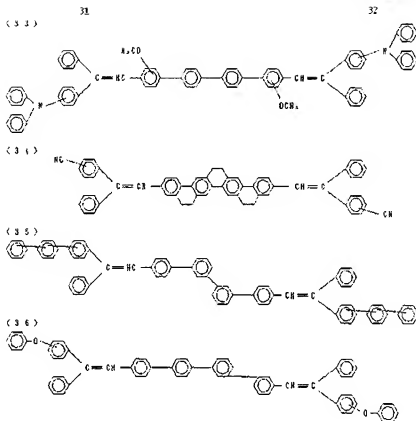 31 32
(33)
H₃CO
N
C=HC CH=C
N
OCH₃
(34)
NC
C=CH CH=C
CN
(35)
C=HC CH=C
(36)
O
C=CH CH=C
O